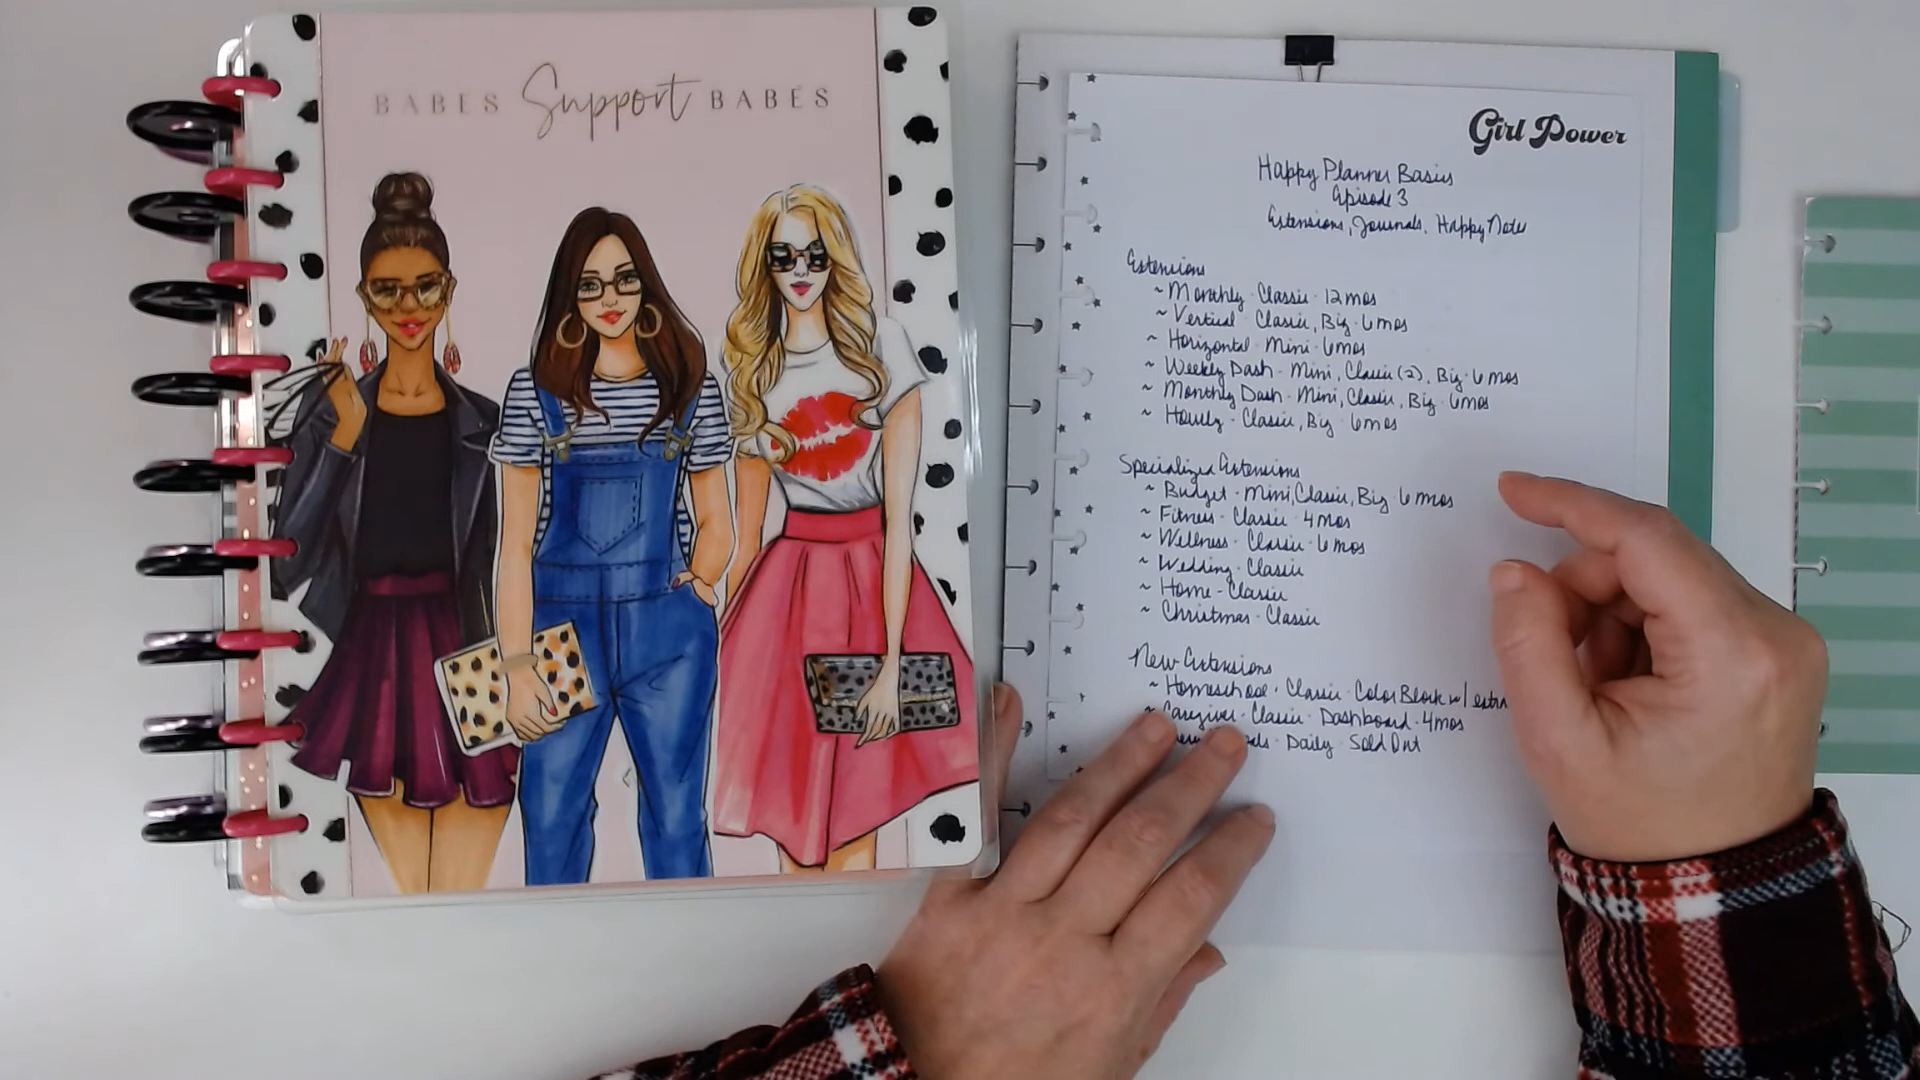 BABES Support BABES
Girl Power
Happy Planner Basics
Episode 3
Extensions, Journals, Happy Notes
Extensions
~ Monthly - Classic - 12 mos
~ Vertical - Classic, Big - 6 mos
~ Horizontal - Mini - 6 mos
~ Weekly Dash - Mini, Classic (2), Big - 6 mos
~ Monthly Dash - Mini, Classic, Big - 6 mos
~ Hourly - Classic, Big - 6 mos
Specialized Extensions
~ Budget - Mini, Classic, Big - 6 mos
~ Fitness - Classic - 4 mos
~ Wellness - Classic - 6 mos
~ Wedding - Classic
~ Home - Classic
~ Christmas - Classic
New Extensions
~ Homeschool - Classic - Color Block w/ extra
~ Caregiver - Classic - Dashboard - 4 mos
Daily - Sold Out